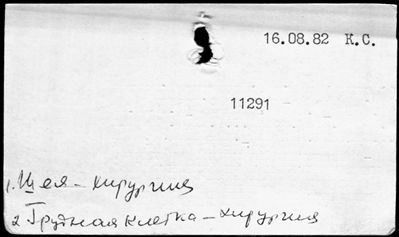 16.08.82 К.С.
11291
1. Шея – хирургия
2 Грудная клетка – хирургия